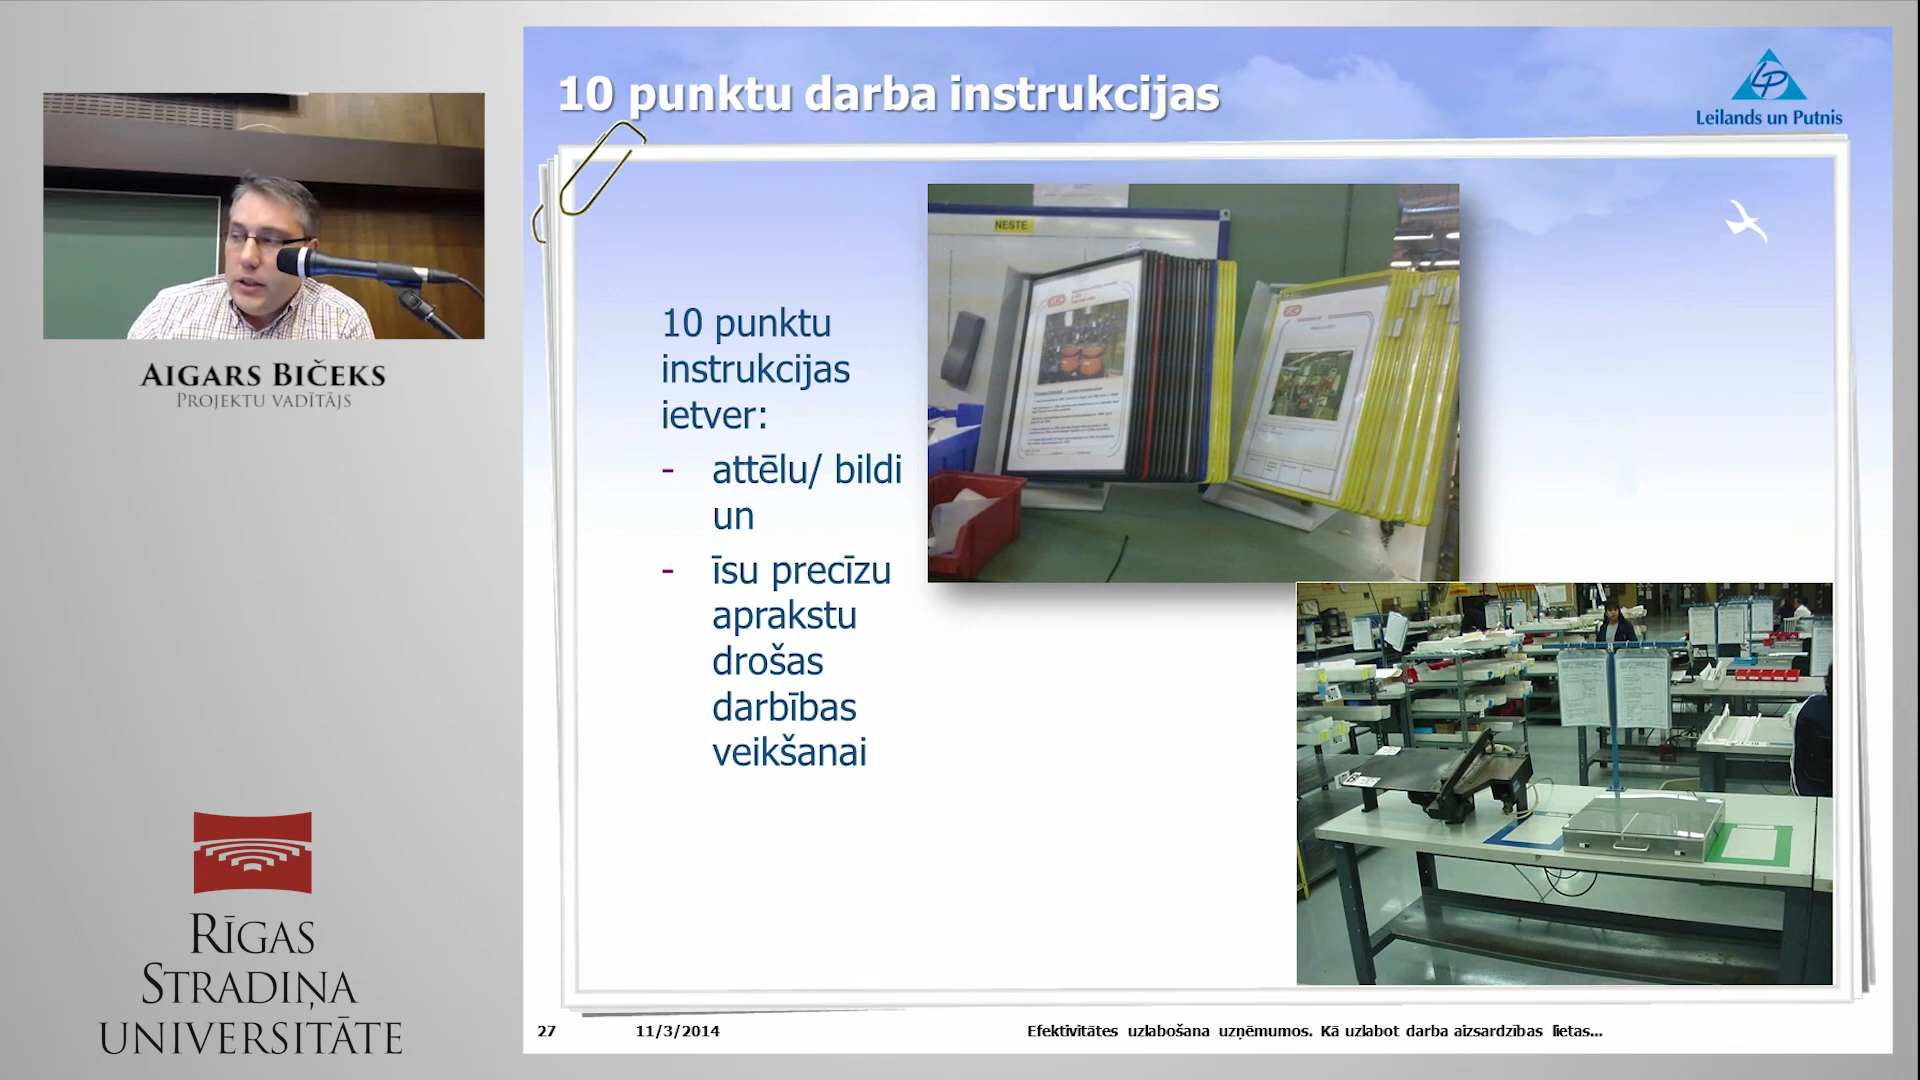 10 punktu darba instrukcijas
Leilands un Putnis
AIGARS BIČEKS
PROJEKTU VADĪTĀJS
10 punktu
instrukcijas
ietver:
- attēlu/ bildi
un
- īsu precīzu
aprakstu
drošas
darbības
veikšanai
NESTE
RĪGAS
STRADIŅA
UNIVERSITĀTE
27 11/3/2014 Efektivitātes uzlabošana uzņēmumos. Kā uzlabot darba aizsardzības lietas...